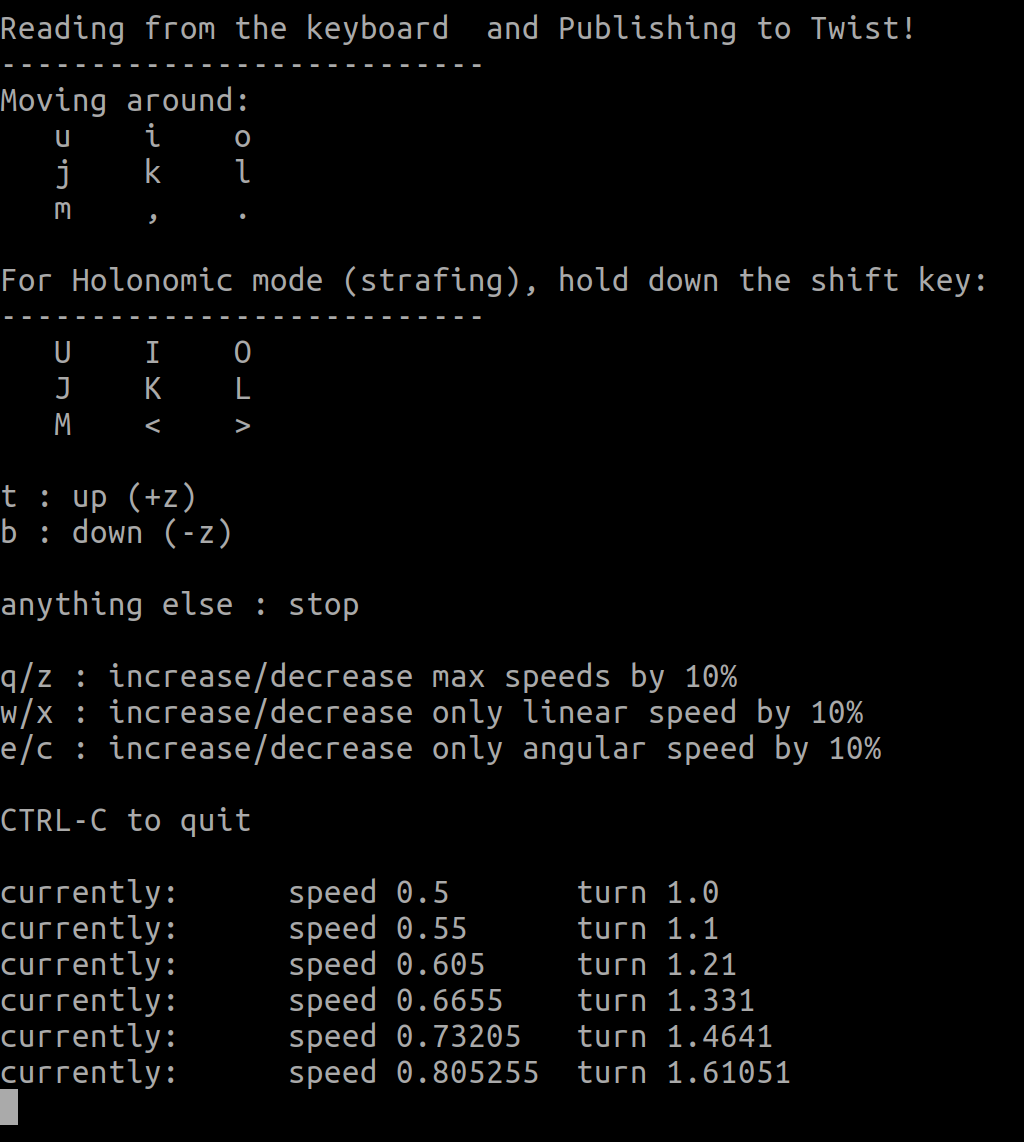 Reading from the keyboard  and Publishing to Twist!
---------------------------
Moving around:
   u    i    o
   j    k    l
   m    ,    .
For Holonomic mode (strafing), hold down the shift key:
---------------------------
   U    I    O
   J    K    L
   M    <    >
t : up (+z)
b : down (-z)
anything else : stop
q/z : increase/decrease max speeds by 10%
w/x : increase/decrease only linear speed by 10%
e/c : increase/decrease only angular speed by 10%
CTRL-C to quit
currently:      speed 0.5       turn 1.0
currently:      speed 0.55      turn 1.1
currently:      speed 0.605     turn 1.21
currently:      speed 0.6655    turn 1.331
currently:      speed 0.73205   turn 1.4641
currently:      speed 0.805255  turn 1.61051